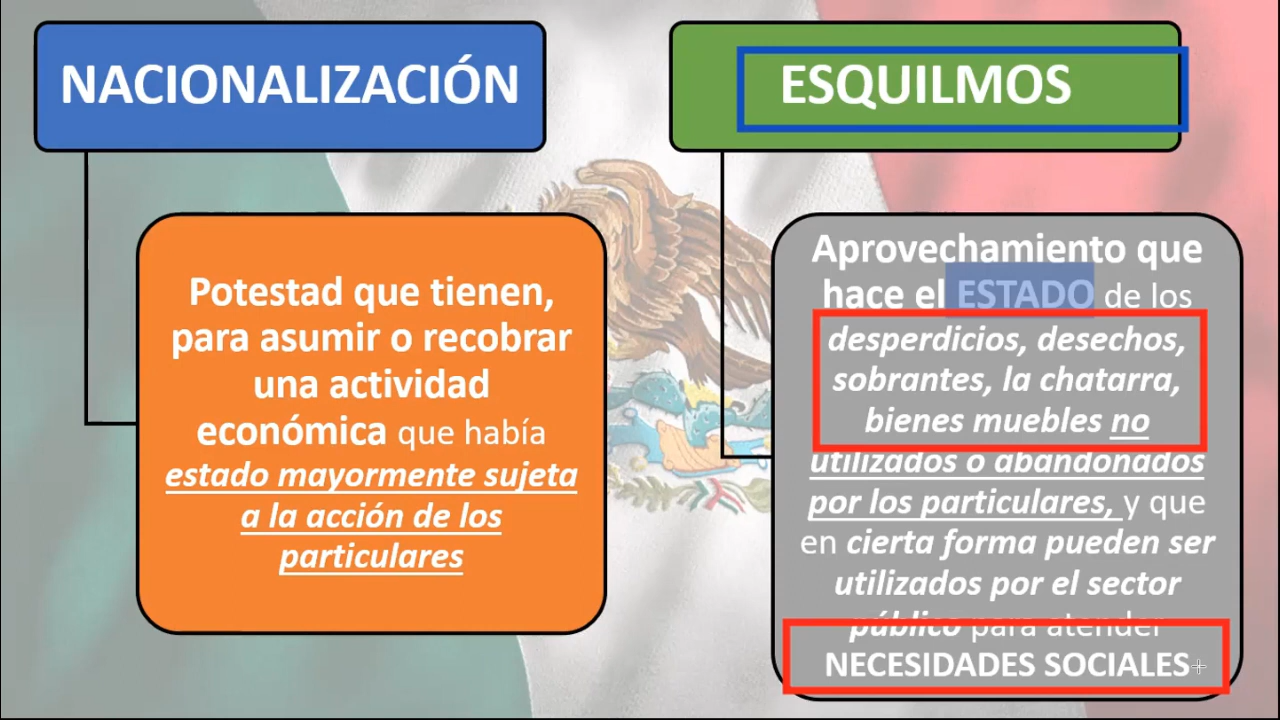 NACIONALIZACIÓN
Potestad que tienen,
para asumir o recobrar
una actividad
económica que había
estado mayormente sujeta
a la acción de los
particulares
ESQUILMOS
Aprovechamiento que
hace el ESTADO de los
desperdicios, desechos,
sobrantes, la chatarra,
bienes muebles no
utilizados o abandonados
por los particulares, y que
en cierta forma pueden ser
utilizados por el sector
público para atender
NECESIDADES SOCIALES